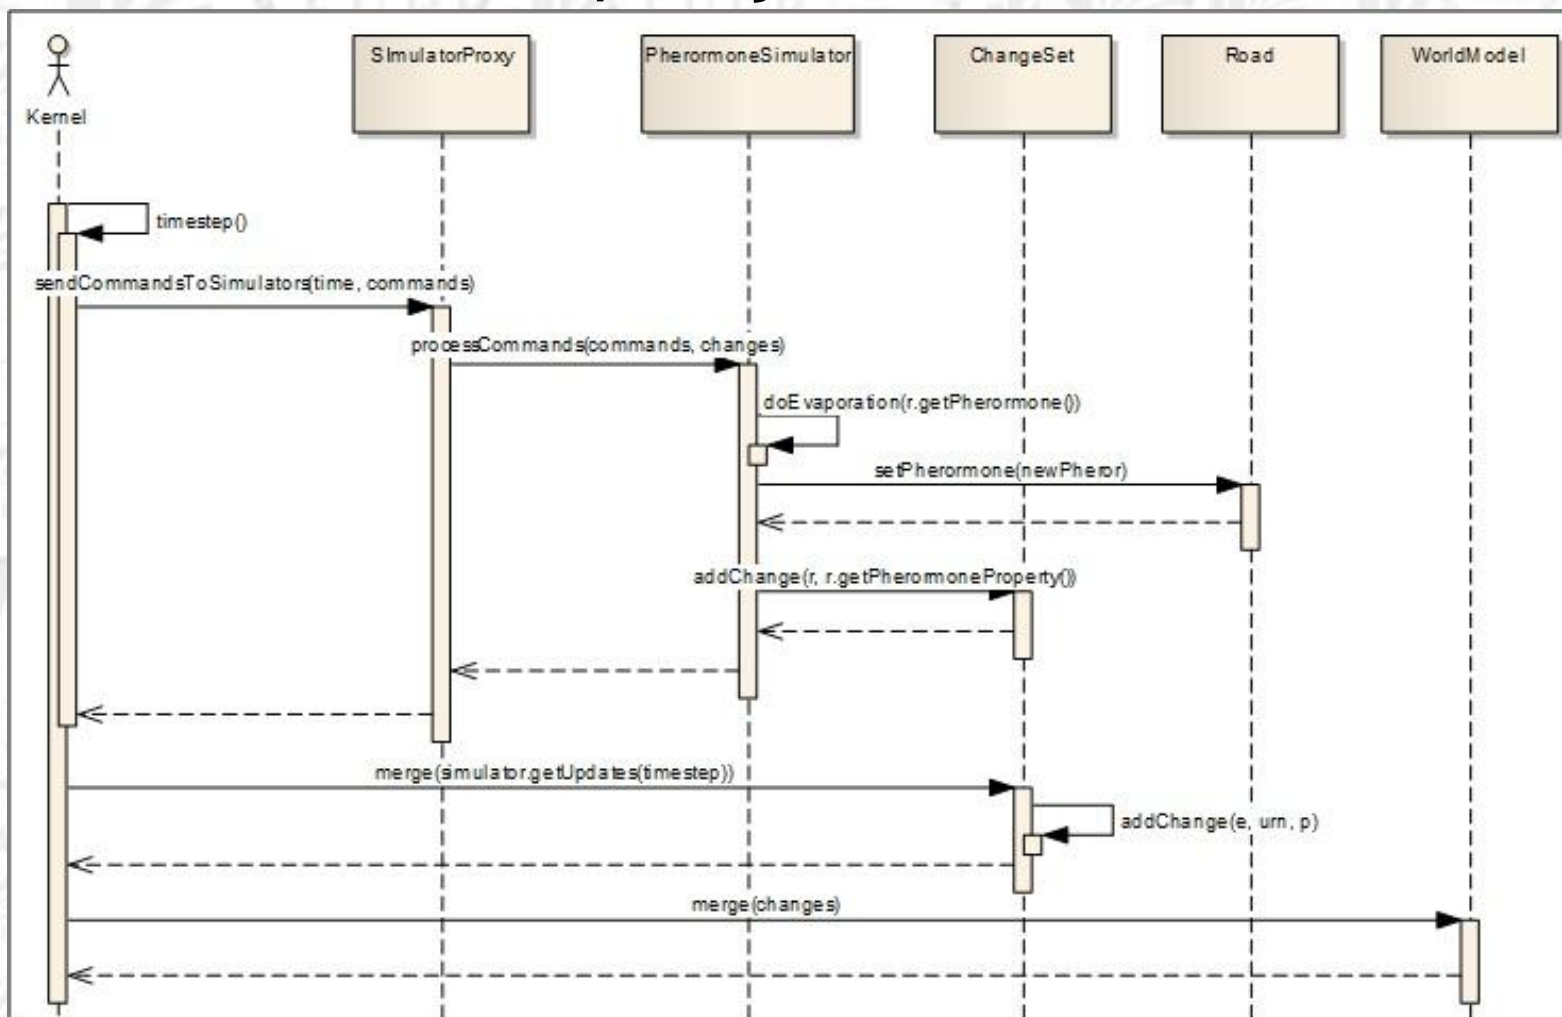 SImulatorProxy
PherormoneSimulator
ChangeSet
Road
WorldModel
Kernel
timestep()
sendCommandsToSimulators(time, commands)
processCommands(commands, changes)
doEvaporation(r.getPherormone())
setPherormone(newPheror)
addChange(r, r.getPherormoneProperty())
merge(simulator.getUpdates(timestep))
addChange(e, urn, p)
merge(changes)